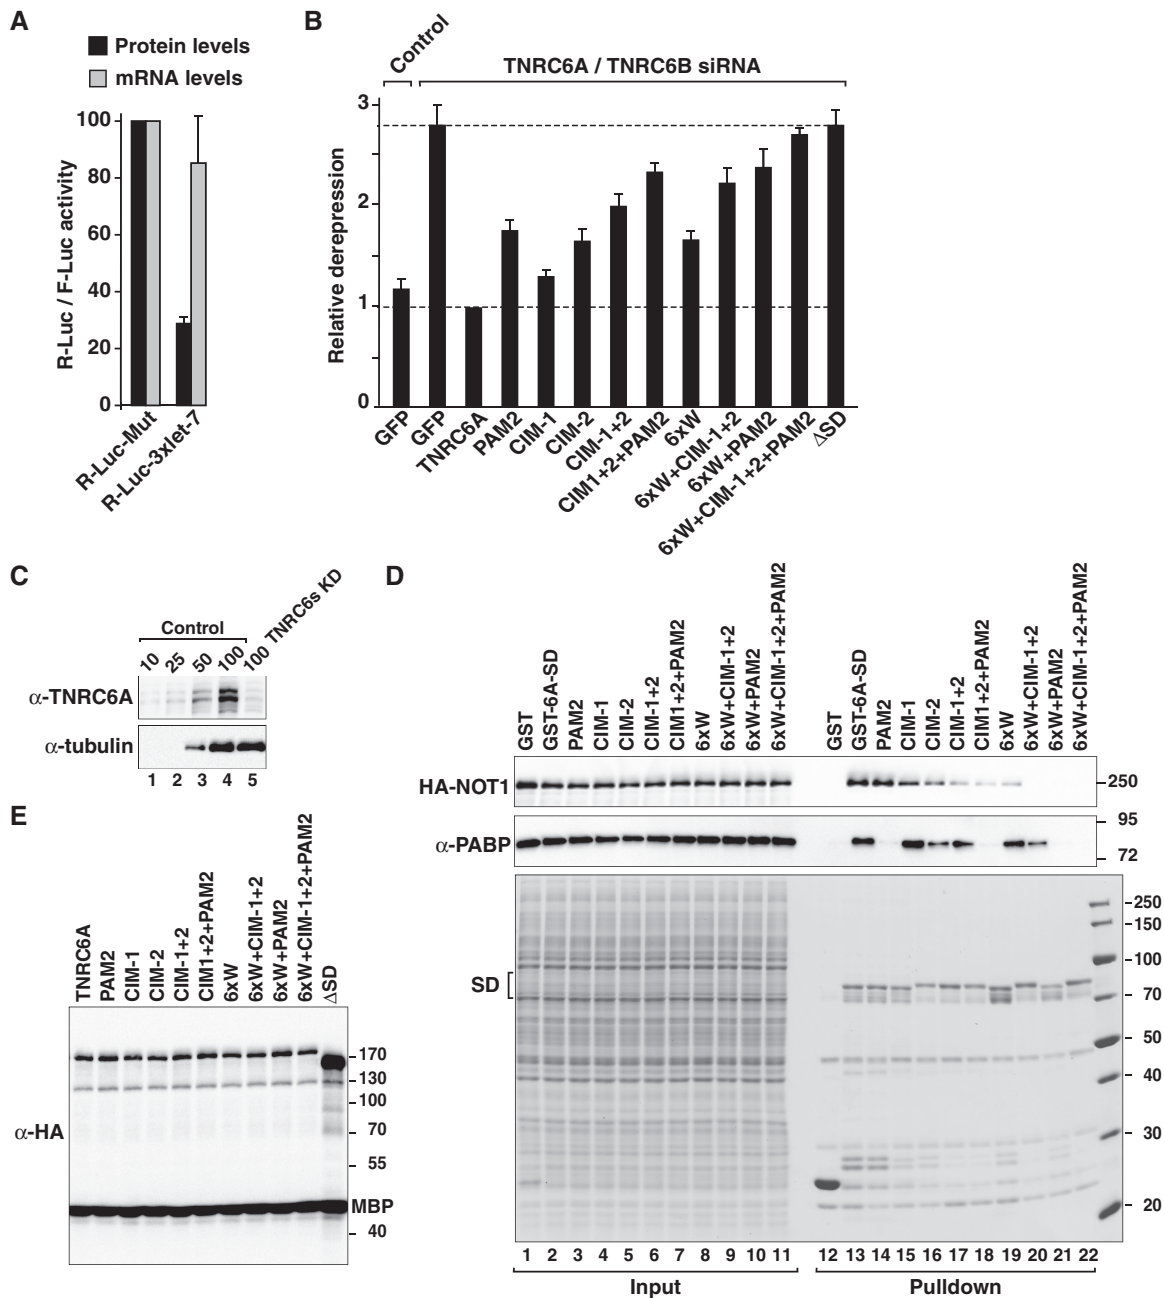 A
Protein levels
mRNA levels
R-Luc / F-Luc activity
100
80
60
40
20
0
R-Luc-Mut
R-Luc-3xlet-7
B
Control
TNRC6A / TNRC6B siRNA
Relative derepression
3
2
1
0
GFP
GFP
TNRC6A
PAM2
CIM-1
CIM-2
CIM-1+2
CIM1+2+PAM2
6xW
6xW+CIM-1+2
6xW+PAM2
6xW+CIM-1+2+PAM2
ΔSD
C
Control
TNRC6s KD
10
25
50
100
100
α-TNRC6A
α-tubulin
1 2 3 4 5
D
GST
GST-6A-SD
PAM2
CIM-1
CIM-2
CIM-1+2
CIM1+2+PAM2
6xW
6xW+CIM-1+2
6xW+PAM2
6xW+CIM-1+2+PAM2
GST
GST-6A-SD
PAM2
CIM-1
CIM-2
CIM-1+2
CIM1+2+PAM2
6xW
6xW+CIM-1+2
6xW+PAM2
6xW+CIM-1+2+PAM2
HA-NOT1
250
α-PABP
95
72
SD
250
150
100
70
50
40
30
20
1 2 3 4 5 6 7 8 9 10 11 12 13 14 15 16 17 18 19 20 21 22
Input
Pulldown
E
TNRC6A
PAM2
CIM-1
CIM-2
CIM-1+2
CIM1+2+PAM2
6xW
6xW+CIM-1+2
6xW+PAM2
6xW+CIM-1+2+PAM2
ΔSD
α-HA
170
130
100
70
55
MBP
40